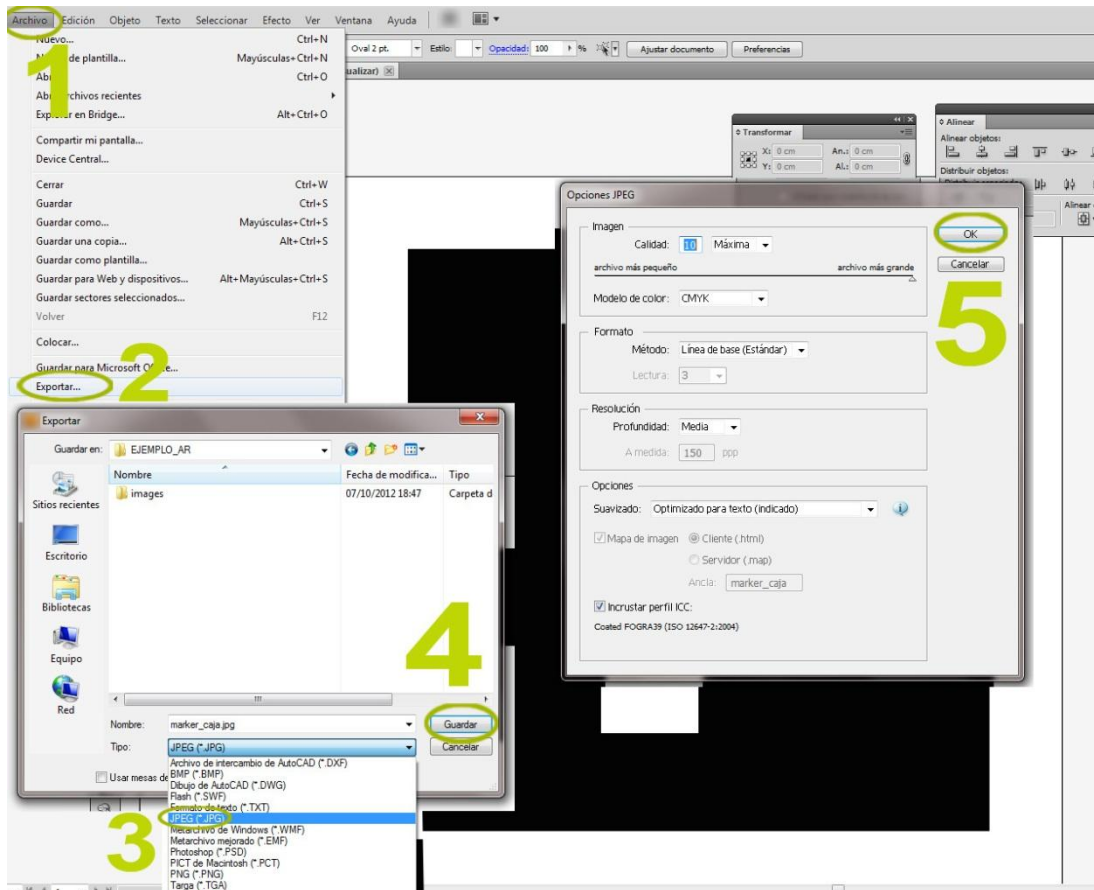 Archivo Edición Objeto Texto Seleccionar Efecto Ver Ventana Ayuda
1
Nuevo... Ctrl+N
de plantilla... Mayúsculas+Ctrl+N
Ctrl+O
Abrir archivos recientes
Explorar en Bridge... Alt+Ctrl+O
Compartir mi pantalla...
Device Central...
Cerrar Ctrl+W
Guardar Ctrl+S
Guardar como... Mayúsculas+Ctrl+S
Guardar una copia... Alt+Ctrl+S
Guardar como plantilla...
Guardar para Web y dispositivos... Alt+Mayúsculas+Ctrl+S
Guardar sectores seleccionados...
Volver F12
Colocar...
Guardar para Microsoft Office...
Exportar...
2
Oval 2 pt. Estilo: Opacidad: 100 % Ajustar documento Preferencias
ualizar)
Transformar
X: 0 cm An.: 0 cm
Y: 0 cm Al.: 0 cm
Alinear
Alinear objetos:
Distribuir objetos:
Alinear
Exportar
Guardar en: EJEMPLO_AR
Nombre Fecha de modifica... Tipo
images 07/10/2012 18:47 Carpeta d
Sitios recientes
Escritorio
Bibliotecas
Equipo
Red
4
Nombre: marker_caja.jpg Guardar
Tipo: JPEG (*.JPG) Cancelar
Usar mesas de
Archivo de intercambio de AutoCAD (*.DXF)
BMP (*.BMP)
Dibujo de AutoCAD (*.DWG)
Flash (*.SWF)
Formato de texto (*.TXT)
JPEG (*.JPG)
Metarchivo de Windows (*.WMF)
Metarchivo mejorado (*.EMF)
Photoshop (*.PSD)
PICT de Macintosh (*.PCT)
PNG (*.PNG)
Targa (*.TGA)
3
Opciones JPEG
Imagen
Calidad: 10 Máxima
archivo más pequeño archivo más grande
Modelo de color: CMYK
OK
Cancelar
5
Formato
Método: Línea de base (Estándar)
Lectura: 3
Resolución
Profundidad: Media
A medida: 150 ppp
Opciones
Suavizado: Optimizado para texto (indicado)
Mapa de imagen Cliente (.html)
Servidor (.map)
Ancla: marker_caja
Incrustar perfil ICC:
Coated FOGRA39 (ISO 12647-2:2004)